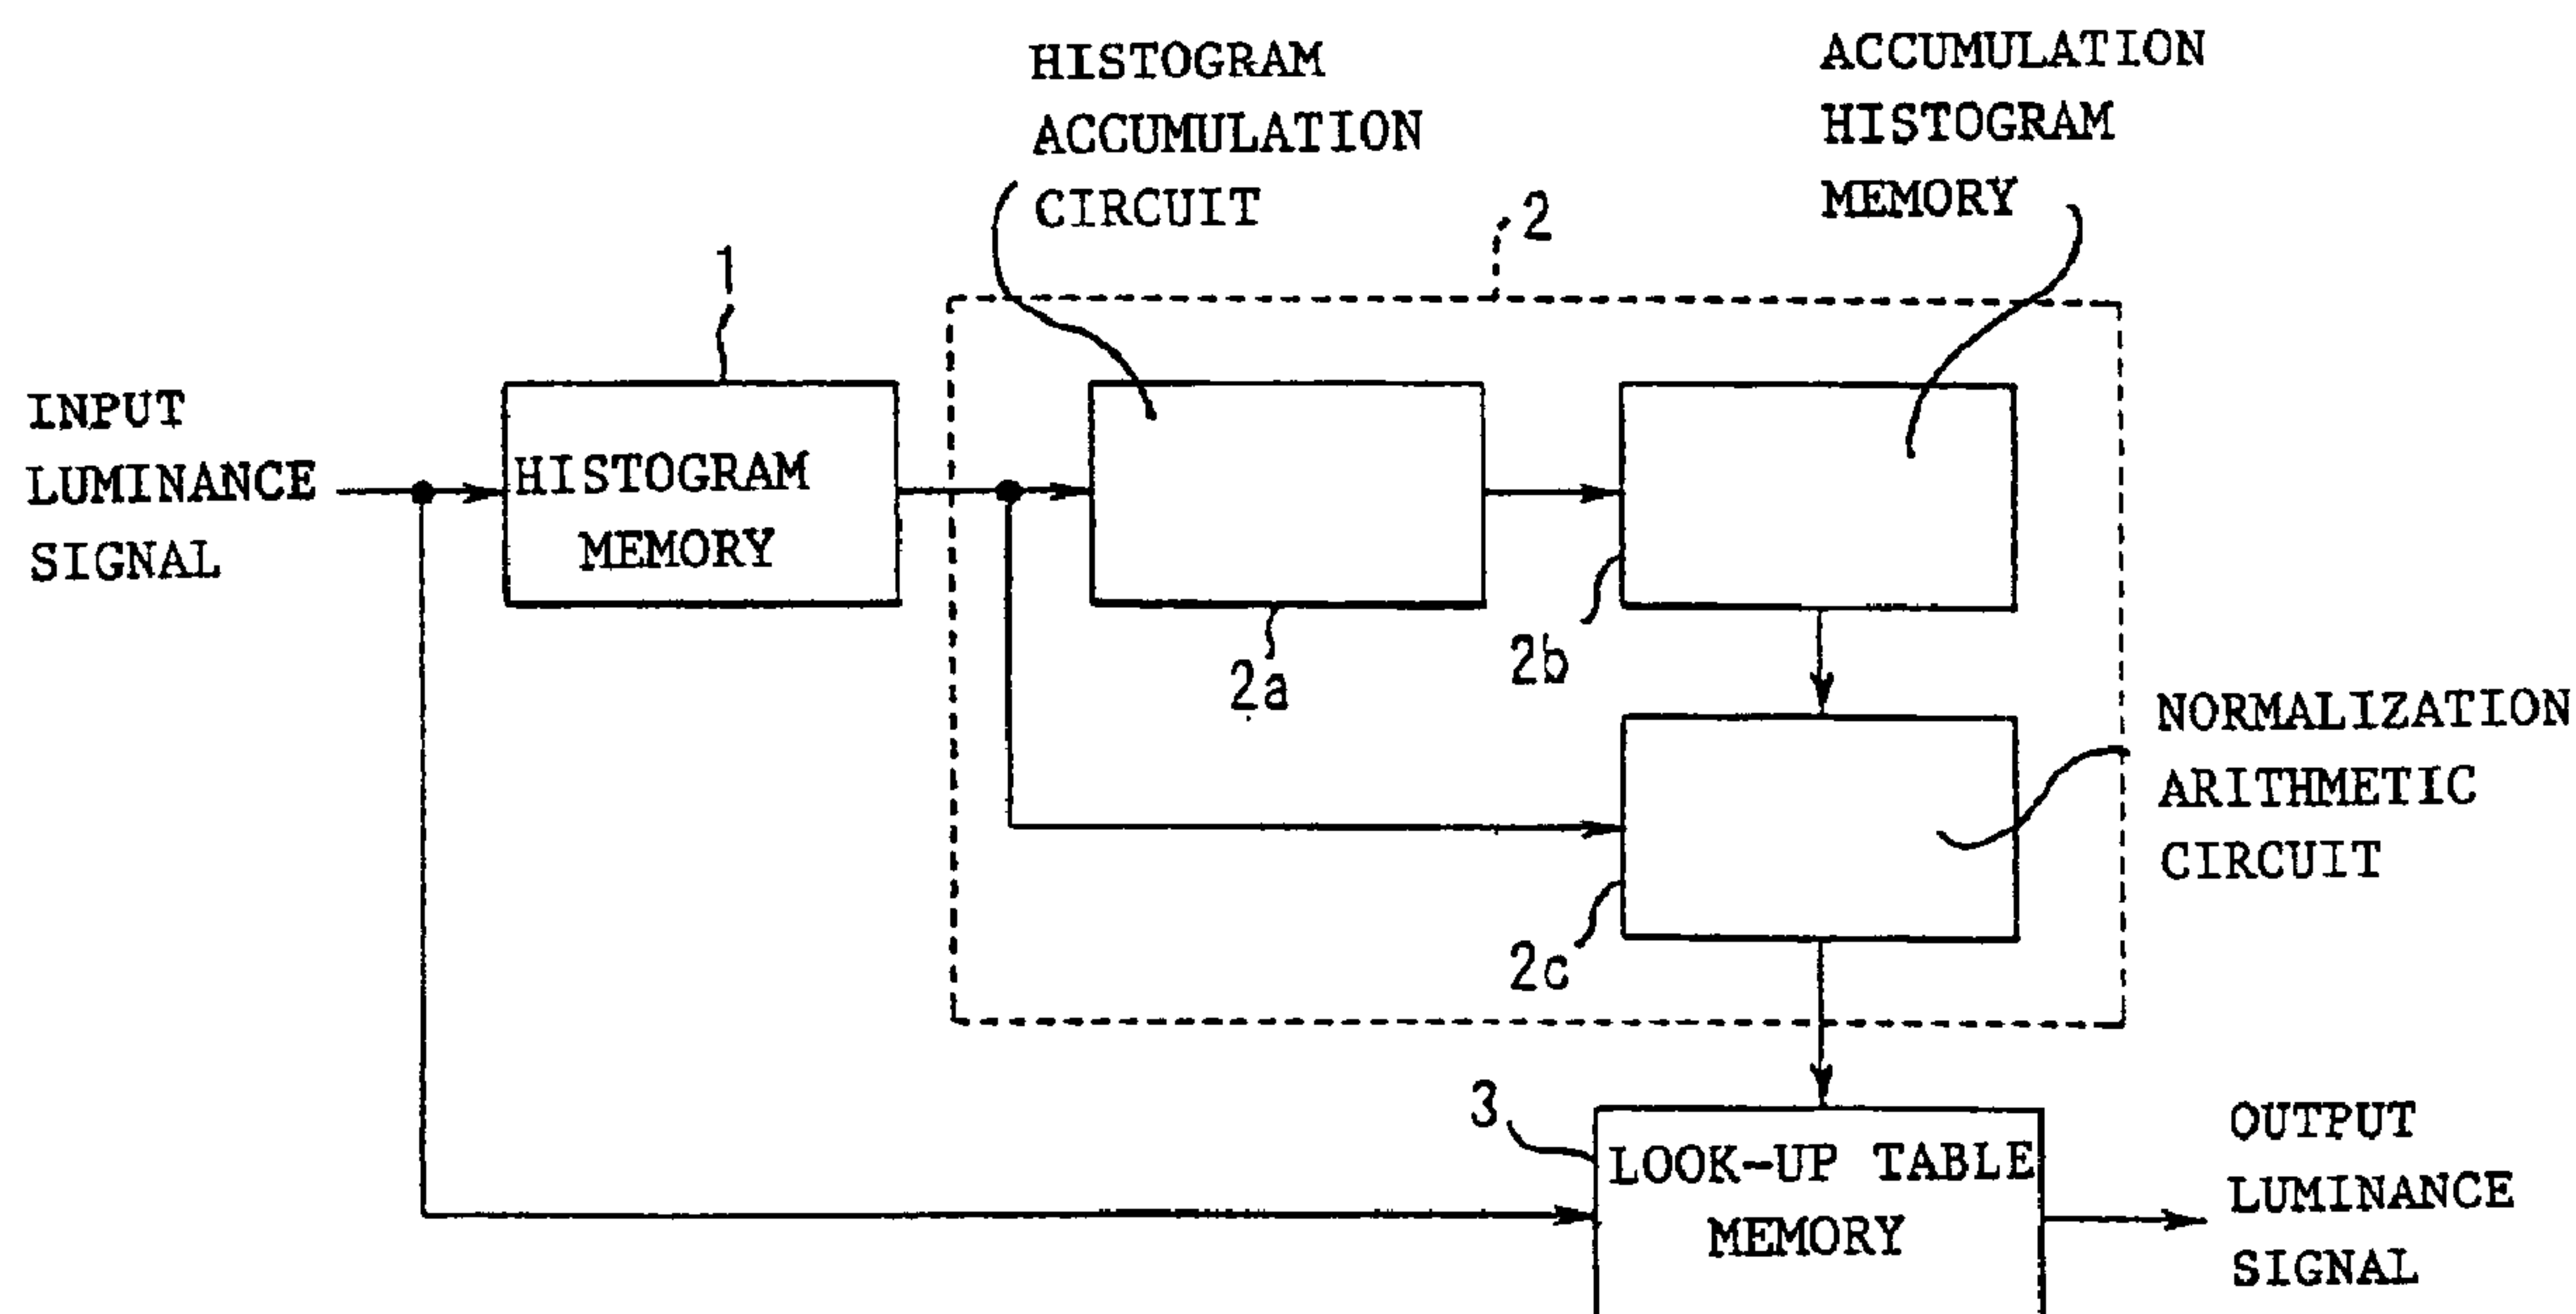 HISTOGRAM
ACCUMULATION
CIRCUIT
ACCUMULATION
HISTOGRAM
MEMORY
2
1
INPUT
LUMINANCE
SIGNAL
HISTOGRAM
MEMORY
2a
2b
NORMALIZATION
ARITHMETIC
CIRCUIT
2c
3
LOOK-UP TABLE
MEMORY
OUTPUT
LUMINANCE
SIGNAL